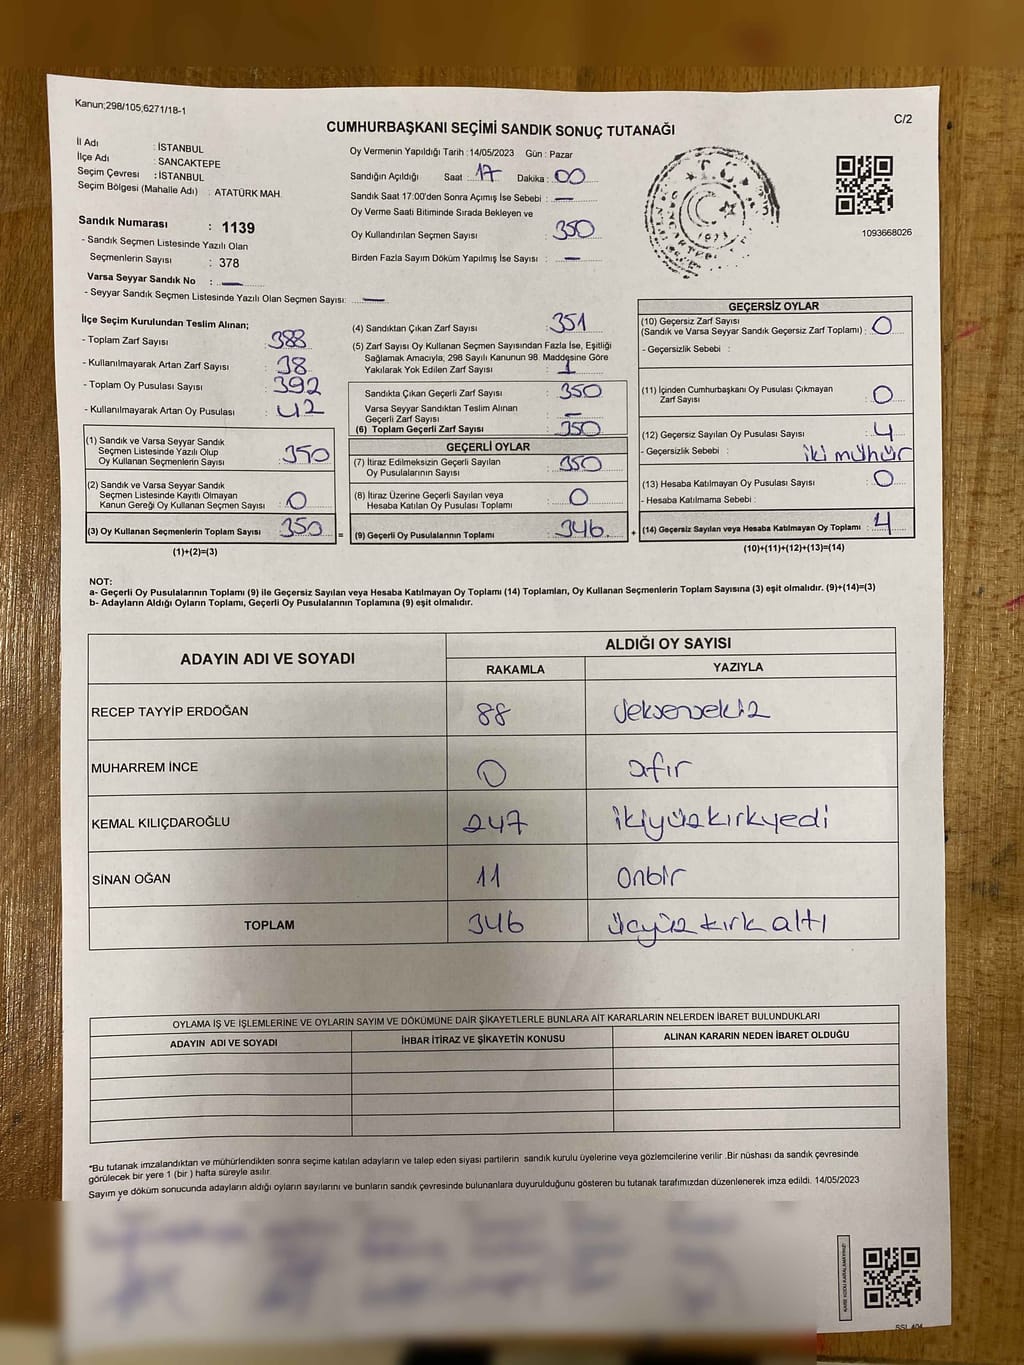 Kanun;298/105,6271/18-1
C/2
CUMHURBAŞKANI SEÇİMİ SANDIK SONUÇ TUTANAĞI
İl Adı : İSTANBUL
İlçe Adı : SANCAKTEPE
Seçim Çevresi : İSTANBUL
Seçim Bölgesi (Mahalle Adı) : ATATÜRK MAH.
Sandık Numarası : 1139
- Sandık Seçmen Listesinde Yazılı Olan
Seçmenlerin Sayısı : 378
Varsa Seyyar Sandık No : —
- Seyyar Sandık Seçmen Listesinde Yazılı Olan Seçmen Sayısı: —
Oy Vermenin Yapıldığı Tarih :14/05/2023 Gün : Pazar
Sandığın Açıldığı Saat : 17 Dakika : 00
Sandık Saat 17:00'den Sonra Açımış İse Sebebi : —
Oy Verme Saati Bitiminde Sırada Bekleyen ve
Oy Kullandırılan Seçmen Sayısı : 350
Birden Fazla Sayım Döküm Yapılmış İse Sayısı : —
T.C.
1093668026
İlçe Seçim Kurulundan Teslim Alınan;
- Toplam Zarf Sayısı : 388
- Kullanılmayarak Artan Zarf Sayısı : 38
- Toplam Oy Pusulası Sayısı : 392
- Kullanılmayarak Artan Oy Pusulası : 42
(1) Sandık ve Varsa Seyyar Sandık
Seçmen Listesinde Yazılı Olup
Oy Kullanan Seçmenlerin Sayısı : 350
(2) Sandık ve Varsa Seyyar Sandık
Seçmen Listesinde Kayıtlı Olmayan
Kanun Gereği Oy Kullanan Seçmen Sayısı : 0
(3) Oy Kullanan Seçmenlerin Toplam Sayısı : 350
(1)+(2)=(3)
(4) Sandıktan Çıkan Zarf Sayısı : 351
(5) Zarf Sayısı Oy Kullanan Seçmen Sayısından Fazla İse, Eşitliği
Sağlamak Amacıyla; 298 Sayılı Kanunun 98. Maddesine Göre
Yakılarak Yok Edilen Zarf Sayısı : 1
Sandıkta Çıkan Geçerli Zarf Sayısı : 350
Varsa Seyyar Sandıktan Teslim Alınan
Geçerli Zarf Sayısı : —
(6) Toplam Geçerli Zarf Sayısı : 350
GEÇERLİ OYLAR
(7) İtiraz Edilmeksizin Geçerli Sayılan
Oy Pusulalarının Sayısı : 350
(8) İtiraz Üzerine Geçerli Sayılan veya
Hesaba Katılan Oy Pusulası Toplamı : 0
= (9) Geçerli Oy Pusulalarının Toplamı : 346
GEÇERSİZ OYLAR
(10) Geçersiz Zarf Sayısı
(Sandık ve Varsa Seyyar Sandık Geçersiz Zarf Toplamı) : 0
- Geçersizlik Sebebi :
(11) İçinden Cumhurbaşkanı Oy Pusulası Çıkmayan
Zarf Sayısı : 0
(12) Geçersiz Sayılan Oy Pusulası Sayısı : 4
- Geçersizlik Sebebi : iki mühür
(13) Hesaba Katılmayan Oy Pusulası Sayısı : 0
- Hesaba Katılmama Sebebi :
+ (14) Geçersiz Sayılan veya Hesaba Katılmayan Oy Toplamı : 4
(10)+(11)+(12)+(13)=(14)
NOT:
a- Geçerli Oy Pusulalarının Toplamı (9) ile Geçersiz Sayılan veya Hesaba Katılmayan Oy Toplamı (14) Toplamları, Oy Kullanan Seçmenlerin Toplam Sayısına (3) eşit olmalıdır. (9)+(14)=(3)
b- Adayların Aldığı Oyların Toplamı, Geçerli Oy Pusulalarının Toplamına (9) eşit olmalıdır.
ADAYIN ADI VE SOYADI
ALDIĞI OY SAYISI
RAKAMLA YAZIYLA
RECEP TAYYİP ERDOĞAN 88 seksensekiz
MUHARREM İNCE 0 sıfır
KEMAL KILIÇDAROĞLU 247 ikiyüzkırkyedi
SİNAN OĞAN 11 Onbir
TOPLAM 346 üçyüz kırk altı
OYLAMA İŞ VE İŞLEMLERİNE VE OYLARIN SAYIM VE DÖKÜMÜNE DAİR ŞİKAYETLERLE BUNLARA AİT KARARLARIN NELERDEN İBARET BULUNDUKLARI
ADAYIN ADI VE SOYADI İHBAR İTİRAZ VE ŞİKAYETİN KONUSU ALINAN KARARIN NEDEN İBARET OLDUĞU
*Bu tutanak imzalandıktan ve mühürlendikten sonra seçime katılan adayların ve talep eden siyasi partilerin sandık kurulu üyelerine veya gözlemcilerine verilir .Bir nüshası da sandık çevresinde
görülecek bir yere 1 (bir ) hafta süreyle asılır.
Sayım ve döküm sonucunda adayların aldığı oyların sayılarını ve bunların sandık çevresinde bulunanlara duyurulduğunu gösteren bu tutanak tarafımızdan düzenlenerek imza edildi. 14/05/2023
KARE KODU KARALAMAYINIZ!